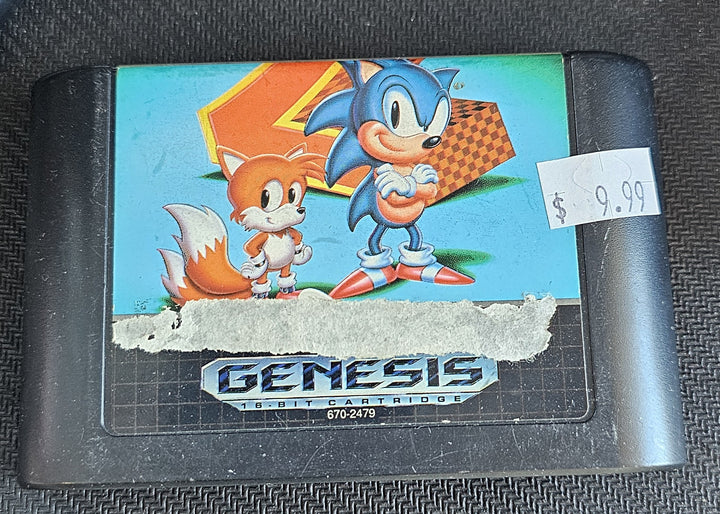 $ 9.99
GENESIS
16-BIT CARTRIDGE
670-2479